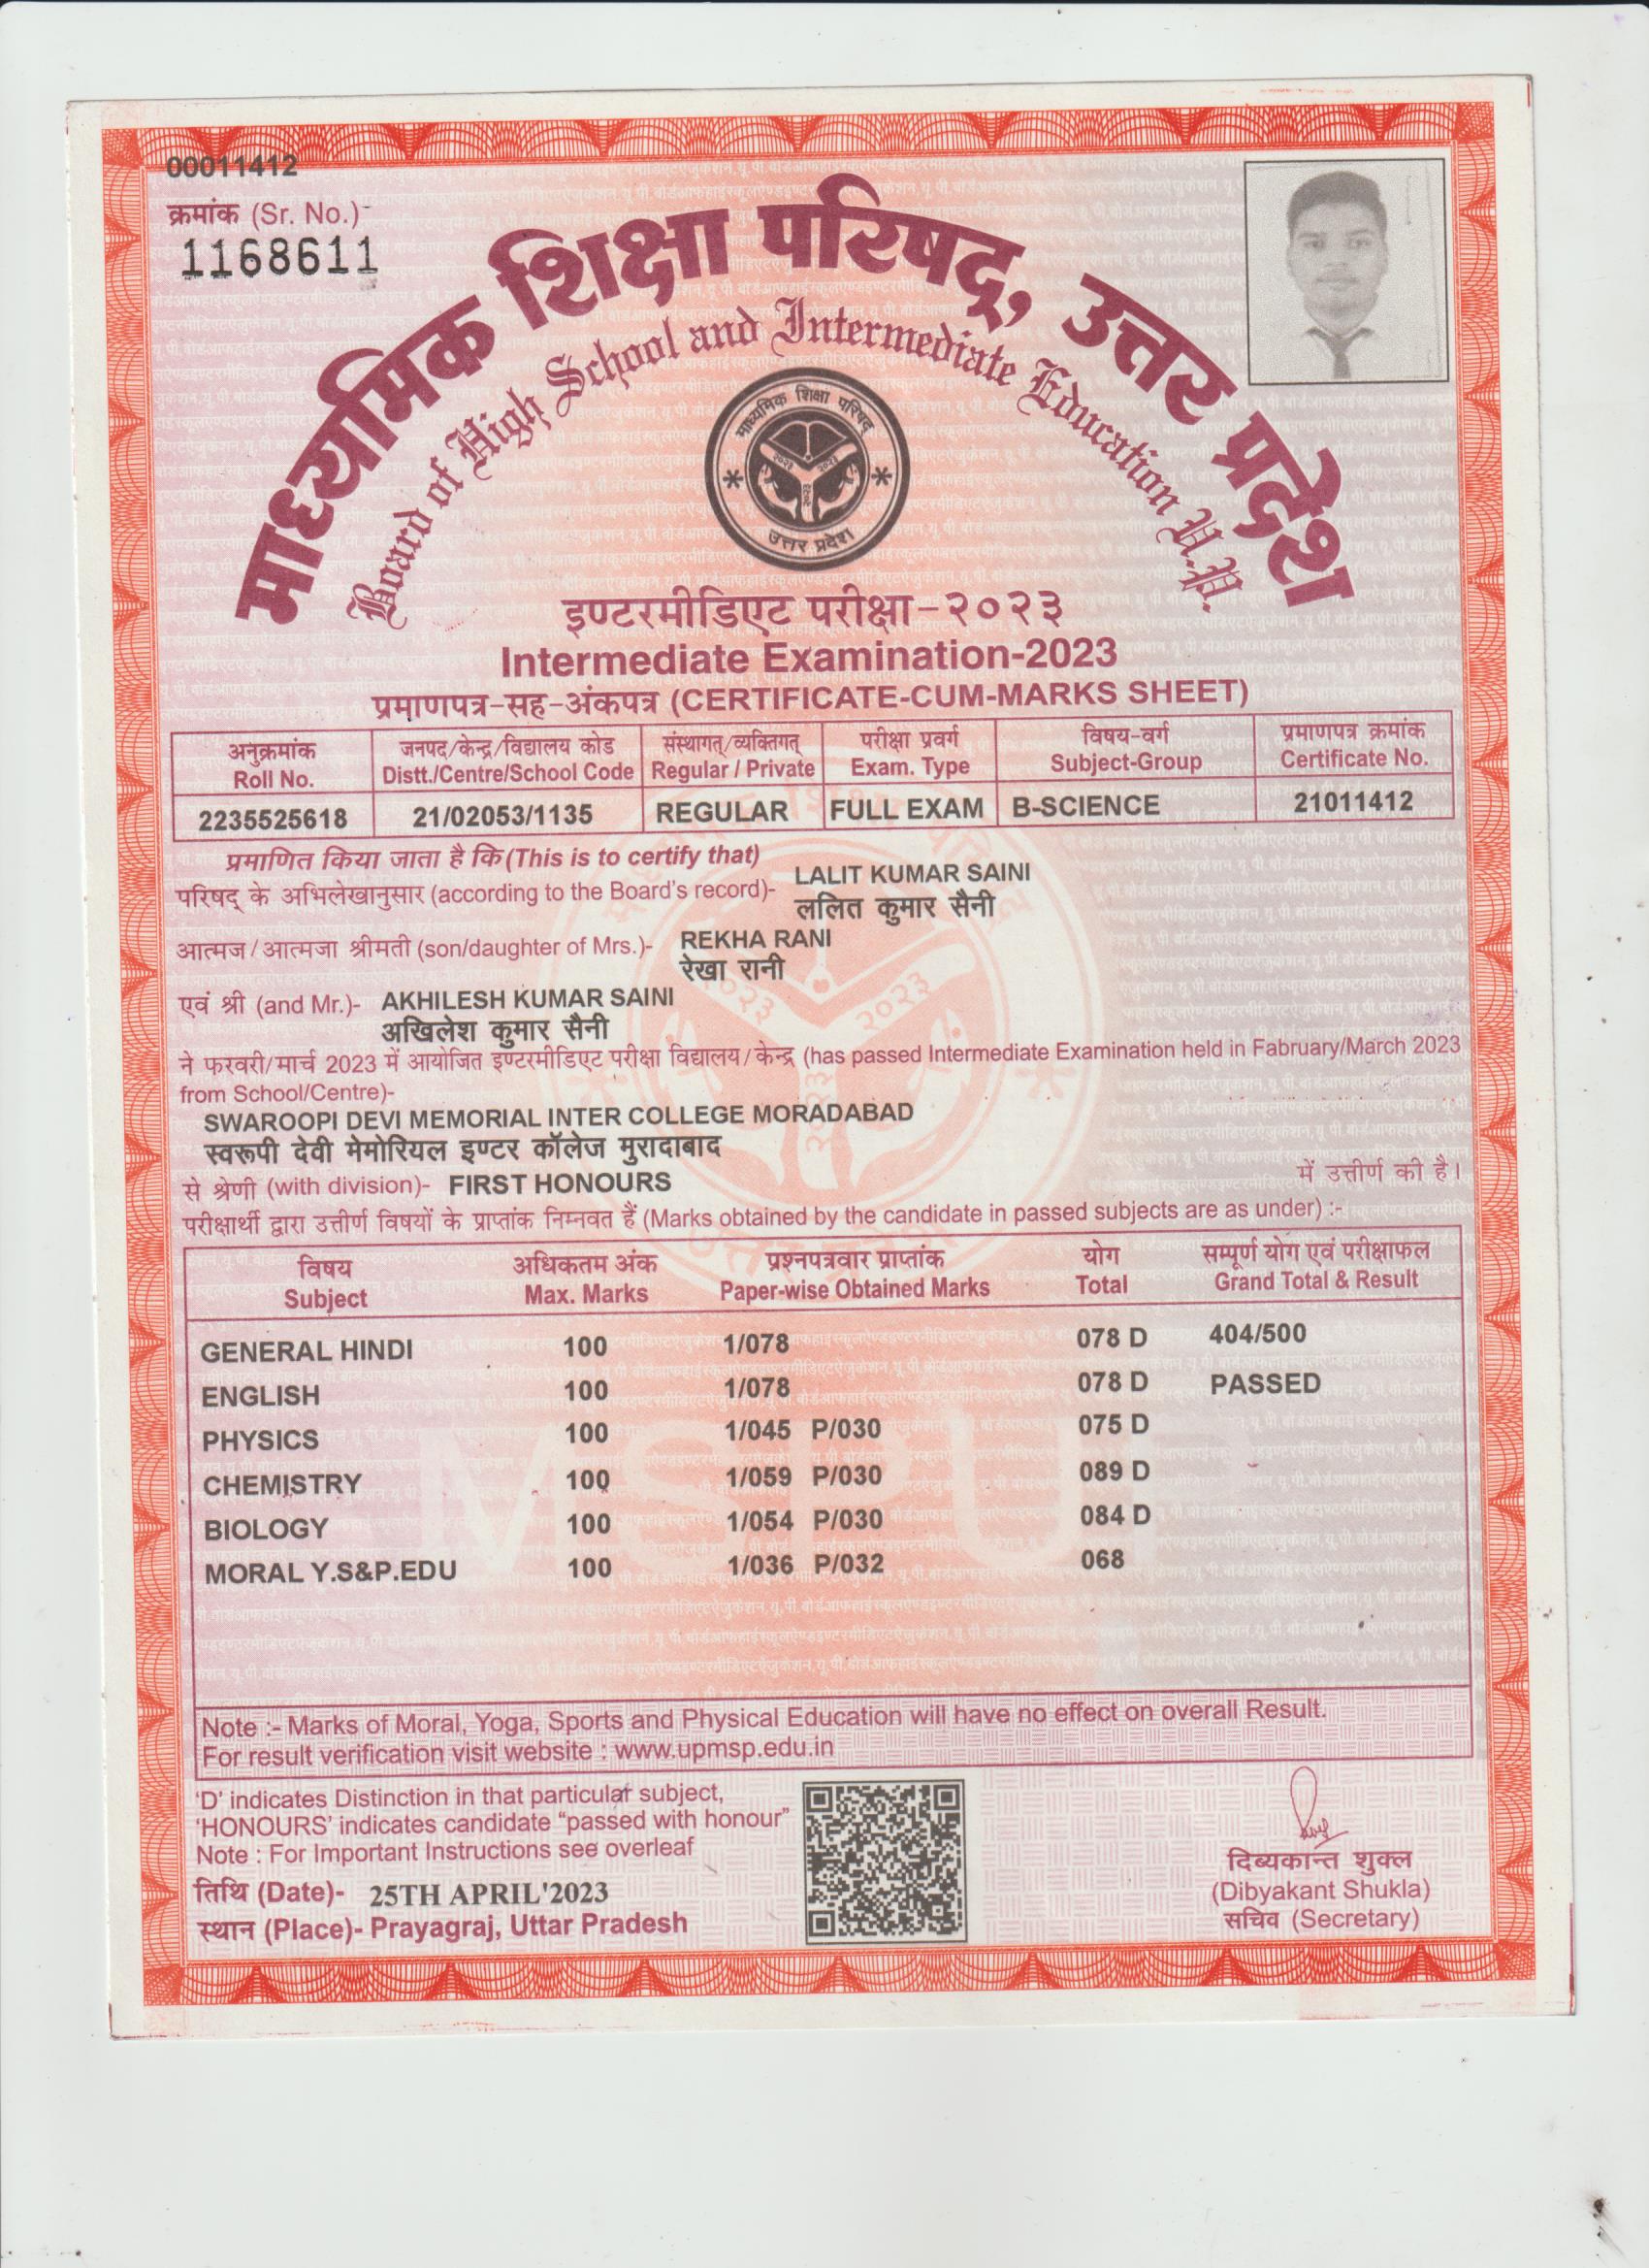 00011412
क्रमांक (Sr. No.)-
1168611
माध्यमिक शिक्षा परिषद्, उत्तर प्रदेश
Board of High School and Intermediate Education U.P.
माध्यमिक शिक्षा परिषद्
२०२३ २०२३
२०२३
उत्तर प्रदेश
इण्टरमीडिएट परीक्षा-२०२३
Intermediate Examination-2023
प्रमाणपत्र-सह-अंकपत्र (CERTIFICATE-CUM-MARKS SHEET)
अनुक्रमांक जनपद/केन्द्र/विद्यालय कोड संस्थागत्/व्यक्तिगत् परीक्षा प्रवर्ग विषय-वर्ग प्रमाणपत्र क्रमांक
Roll No. Distt./Centre/School Code Regular / Private Exam. Type Subject-Group Certificate No.
2235525618 21/02053/1135 REGULAR FULL EXAM B-SCIENCE 21011412
प्रमाणित किया जाता है कि (This is to certify that)
परिषद् के अभिलेखानुसार (according to the Board's record)- LALIT KUMAR SAINI
ललित कुमार सैनी
आत्मज/आत्मजा श्रीमती (son/daughter of Mrs.)- REKHA RANI
रेखा रानी
एवं श्री (and Mr.)- AKHILESH KUMAR SAINI
अखिलेश कुमार सैनी
ने फरवरी/मार्च 2023 में आयोजित इण्टरमीडिएट परीक्षा विद्यालय/केन्द्र (has passed Intermediate Examination held in Fabruary/March 2023
from School/Centre)-
SWAROOPI DEVI MEMORIAL INTER COLLEGE MORADABAD
स्वरूपी देवी मेमोरियल इण्टर कॉलेज मुरादाबाद
से श्रेणी (with division)- FIRST HONOURS में उत्तीर्ण की है।
परीक्षार्थी द्वारा उत्तीर्ण विषयों के प्राप्तांक निम्नवत हैं (Marks obtained by the candidate in passed subjects are as under) :-
विषय अधिकतम अंक प्रश्नपत्रवार प्राप्तांक योग सम्पूर्ण योग एवं परीक्षाफल
Subject Max. Marks Paper-wise Obtained Marks Total Grand Total & Result
GENERAL HINDI 100 1/078 078 D 404/500
ENGLISH 100 1/078 078 D PASSED
PHYSICS 100 1/045 P/030 075 D
CHEMISTRY 100 1/059 P/030 089 D
BIOLOGY 100 1/054 P/030 084 D
MORAL Y.S&P.EDU 100 1/036 P/032 068
Note :- Marks of Moral, Yoga, Sports and Physical Education will have no effect on overall Result.
For result verification visit website : www.upmsp.edu.in
'D' indicates Distinction in that particular subject,
'HONOURS' indicates candidate "passed with honour"
Note : For Important Instructions see overleaf
तिथि (Date)- 25TH APRIL'2023
स्थान (Place)- Prayagraj, Uttar Pradesh
दिब्यकान्त शुक्ल
(Dibyakant Shukla)
सचिव (Secretary)